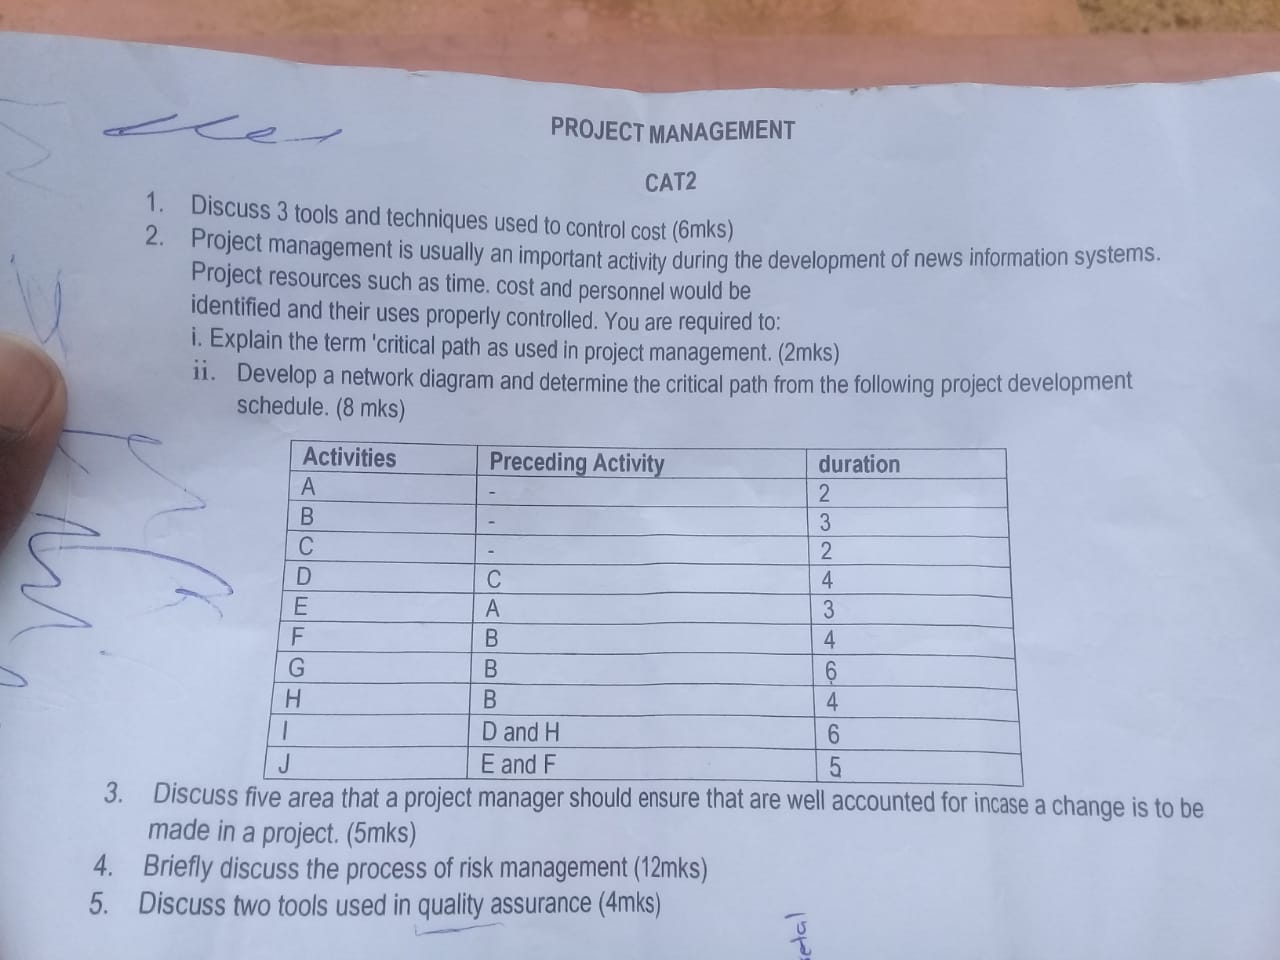 PROJECT MANAGEMENT
CAT2
1. Discuss 3 tools and techniques used to control cost (6mks)
2. Project management is usually an important activity during the development of news information systems.
Project resources such as time. cost and personnel would be
identified and their uses properly controlled. You are required to:
i. Explain the term 'critical path as used in project management. (2mks)
ii. Develop a network diagram and determine the critical path from the following project development
schedule. (8 mks)
Activities Preceding Activity duration
A - 2
B - 3
C - 2
D C 4
E A 3
F B 4
G B 6
H B 4
I D and H 6
J E and F 5
3. Discuss five area that a project manager should ensure that are well accounted for incase a change is to be
made in a project. (5mks)
4. Briefly discuss the process of risk management (12mks)
5. Discuss two tools used in quality assurance (4mks)